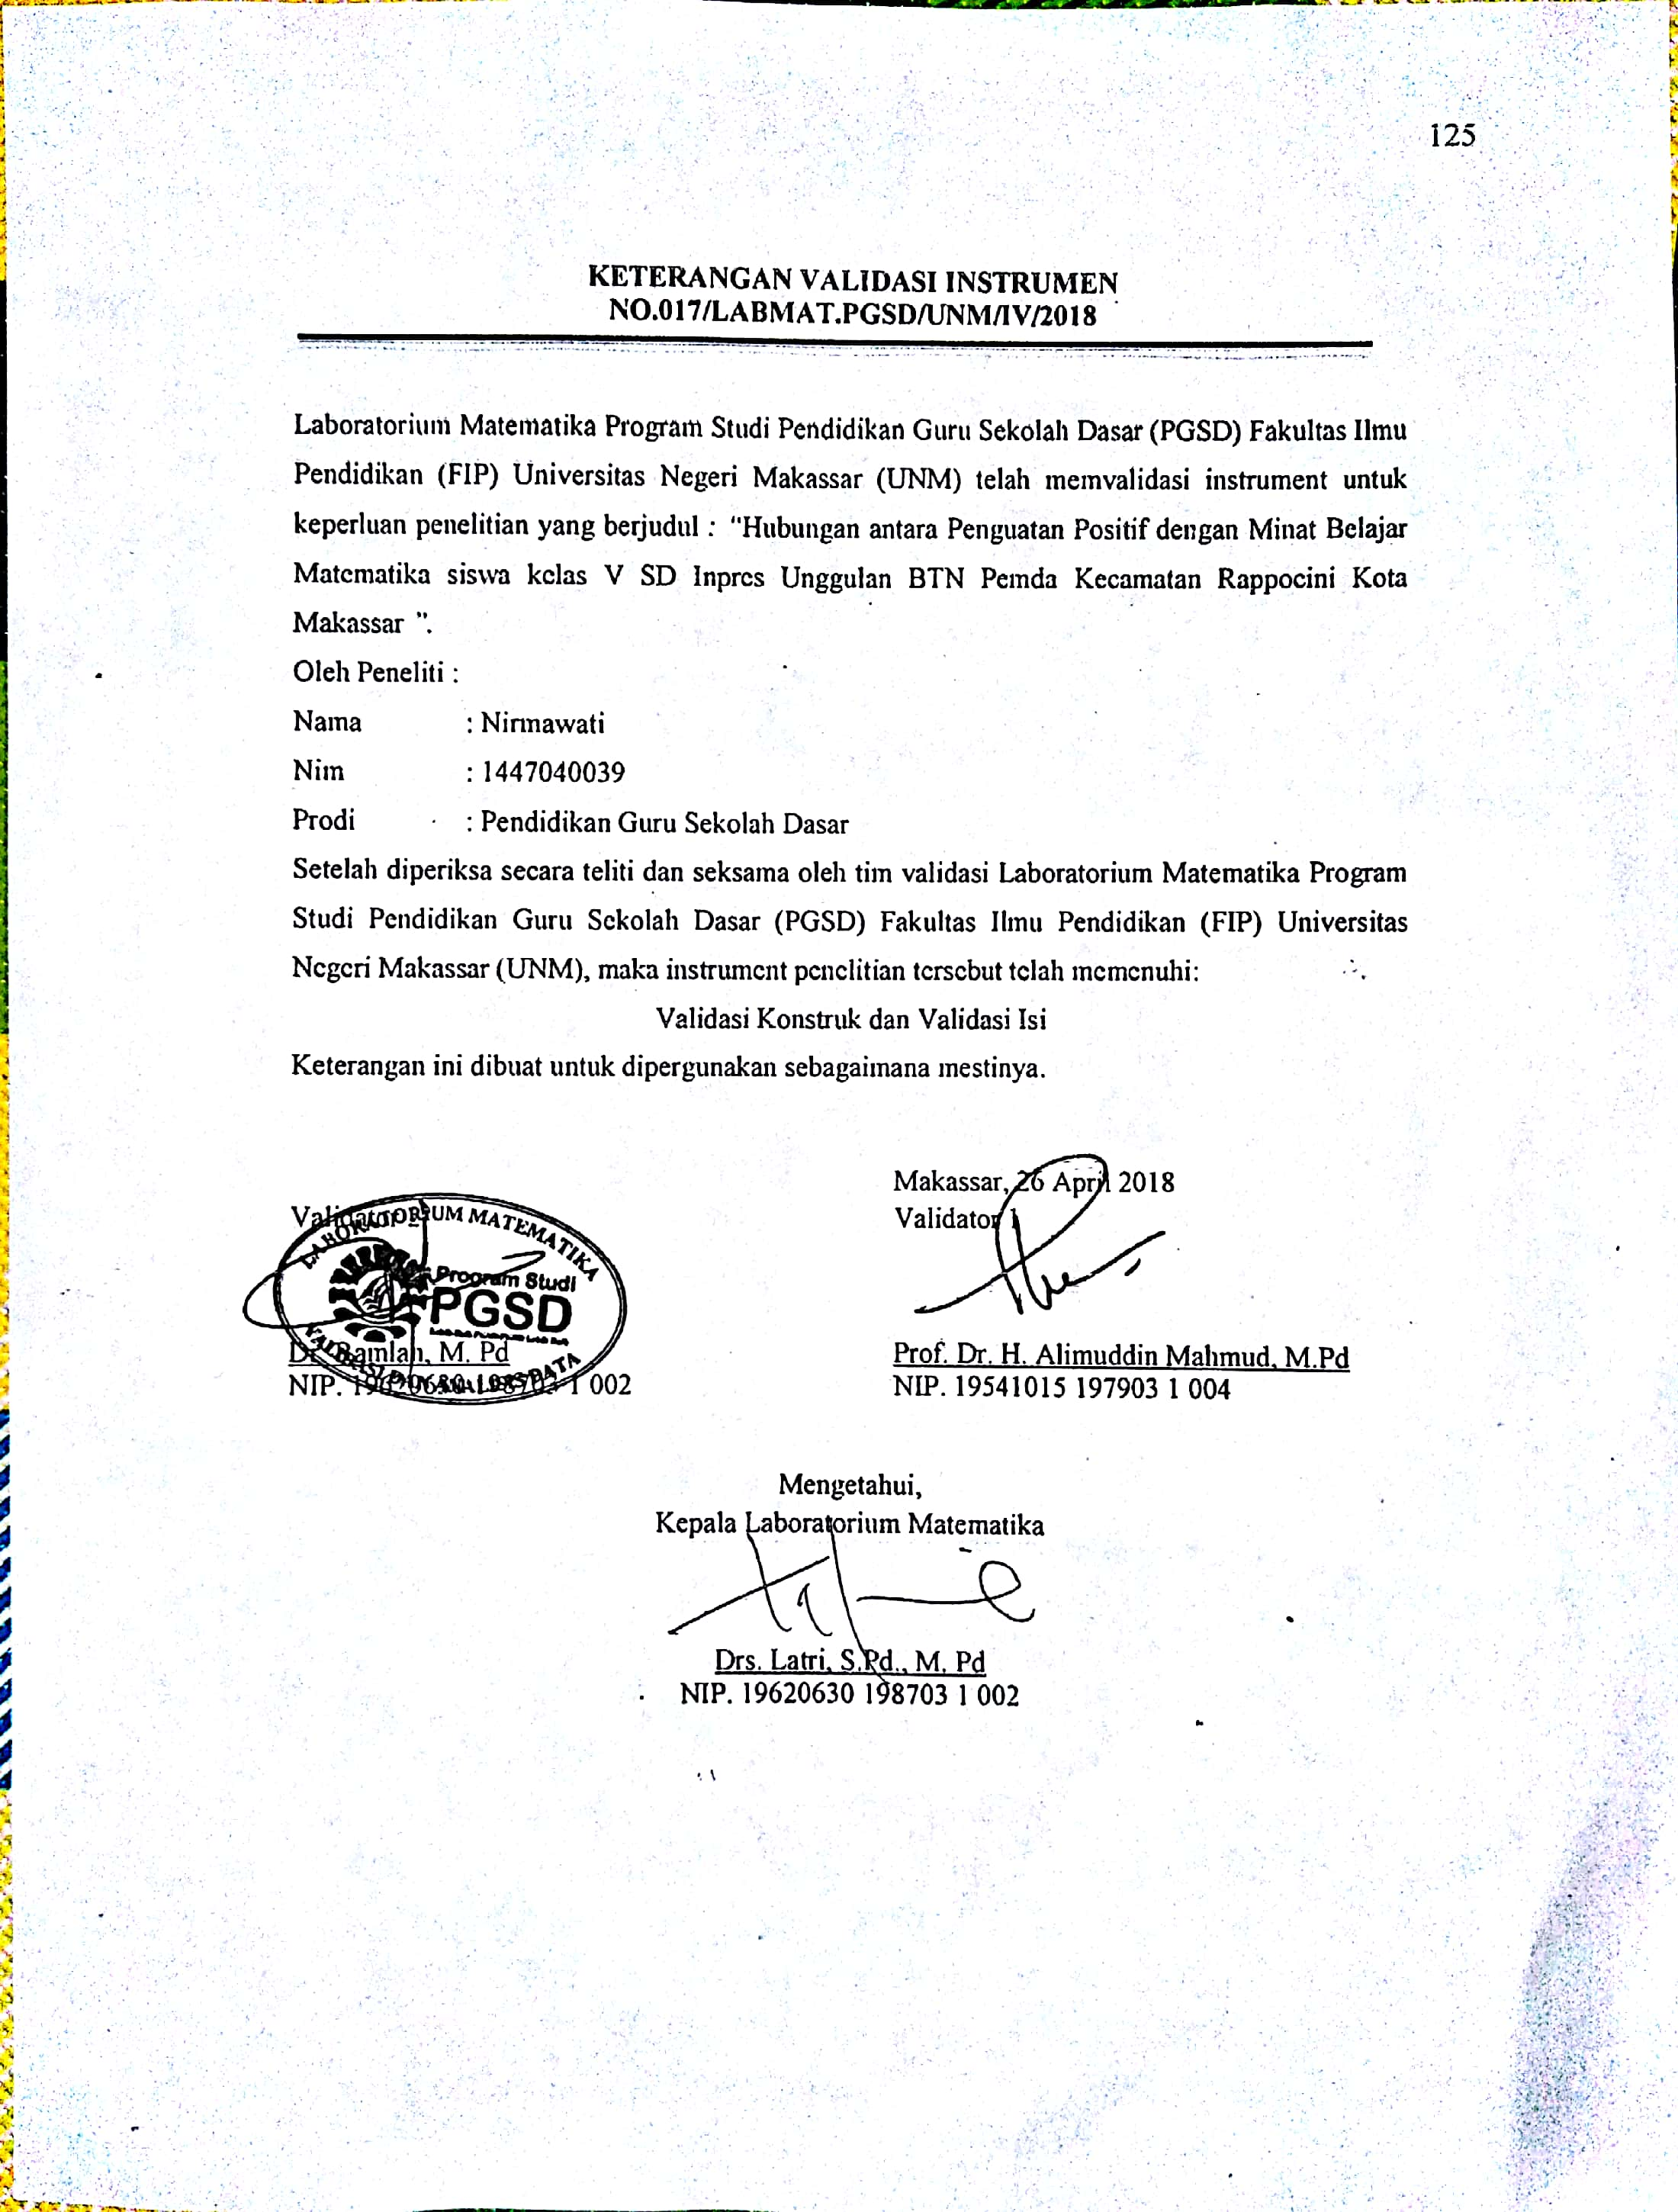 125
KETERANGAN VALIDASI INSTRUMEN
NO.017/LABMAT.PGSD/UNM/IV/2018
Laboratorium Matematika Program Studi Pendidikan Guru Sekolah Dasar (PGSD) Fakultas Ilmu
Pendidikan (FIP) Universitas Negeri Makassar (UNM) telah memvalidasi instrument untuk
keperluan penelitian yang berjudul : "Hubungan antara Penguatan Positif dengan Minat Belajar
Matematika siswa kelas V SD Inpres Unggulan BTN Pemda Kecamatan Rappocini Kota
Makassar ".
Oleh Peneliti :
Nama : Nirmawati
Nim : 1447040039
Prodi : Pendidikan Guru Sekolah Dasar
Setelah diperiksa secara teliti dan seksama oleh tim validasi Laboratorium Matematika Program
Studi Pendidikan Guru Sekolah Dasar (PGSD) Fakultas Ilmu Pendidikan (FIP) Universitas
Negeri Makassar (UNM), maka instrument penelitian tersebut telah memenuhi:
Validasi Konstruk dan Validasi Isi
Keterangan ini dibuat untuk dipergunakan sebagaimana mestinya.
Makassar, 26 April 2018
Validator 1
LABORATORIUM MATEMATIKA
Program Studi
PGSD
M. Pd
NIP. 1 002
Prof. Dr. H. Alimuddin Mahmud, M.Pd
NIP. 19541015 197903 1 004
Mengetahui,
Kepala Laboratorium Matematika
Drs. Latri, S.Pd., M. Pd
NIP. 19620630 198703 1 002